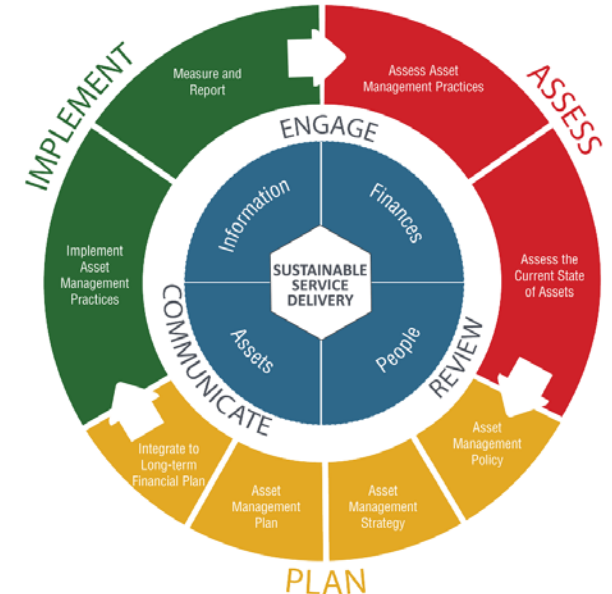 IMPLEMENT
Measure and
Report
Implement
Asset
Management
Practices
ASSESS
Assess Asset
Management Practices
Assess the
Current State
of Assets
PLAN
Asset
Management
Policy
Asset
Management
Strategy
Asset
Management
Plan
Integrate to
Long-term
Financial Plan
ENGAGE
REVIEW
COMMUNICATE
Information
Finances
People
Assets
SUSTAINABLE
SERVICE
DELIVERY